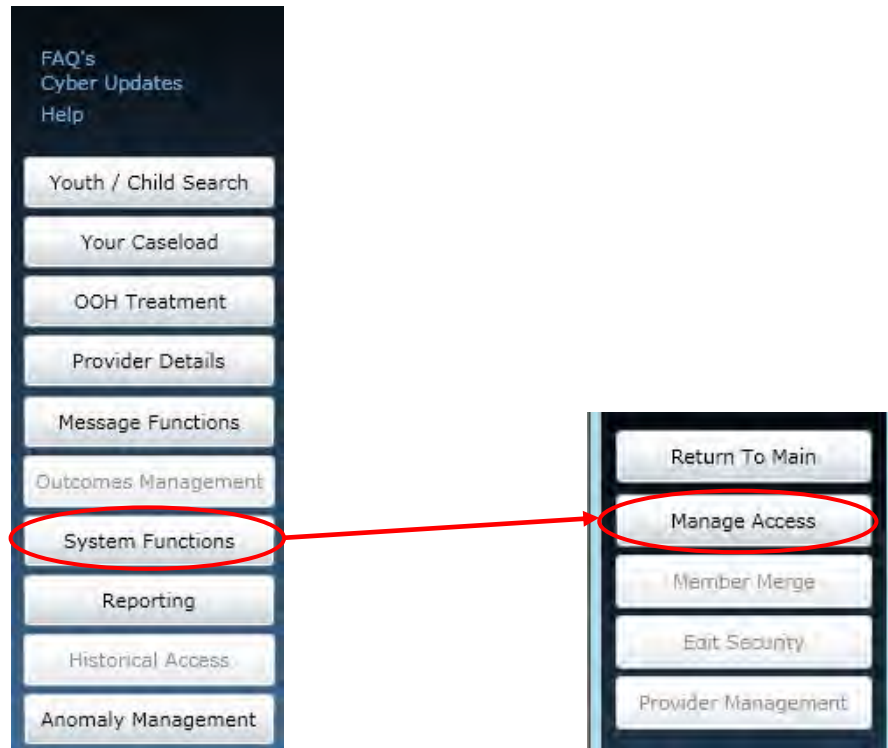 FAQ's
Cyber Updates
Help
Youth / Child Search
Your Caseload
OOH Treatment
Provider Details
Message Functions
Outcomes Management
System Functions
Reporting
Historical Access
Anomaly Management
Return To Main
Manage Access
Member Merge
Edit Security
Provider Management